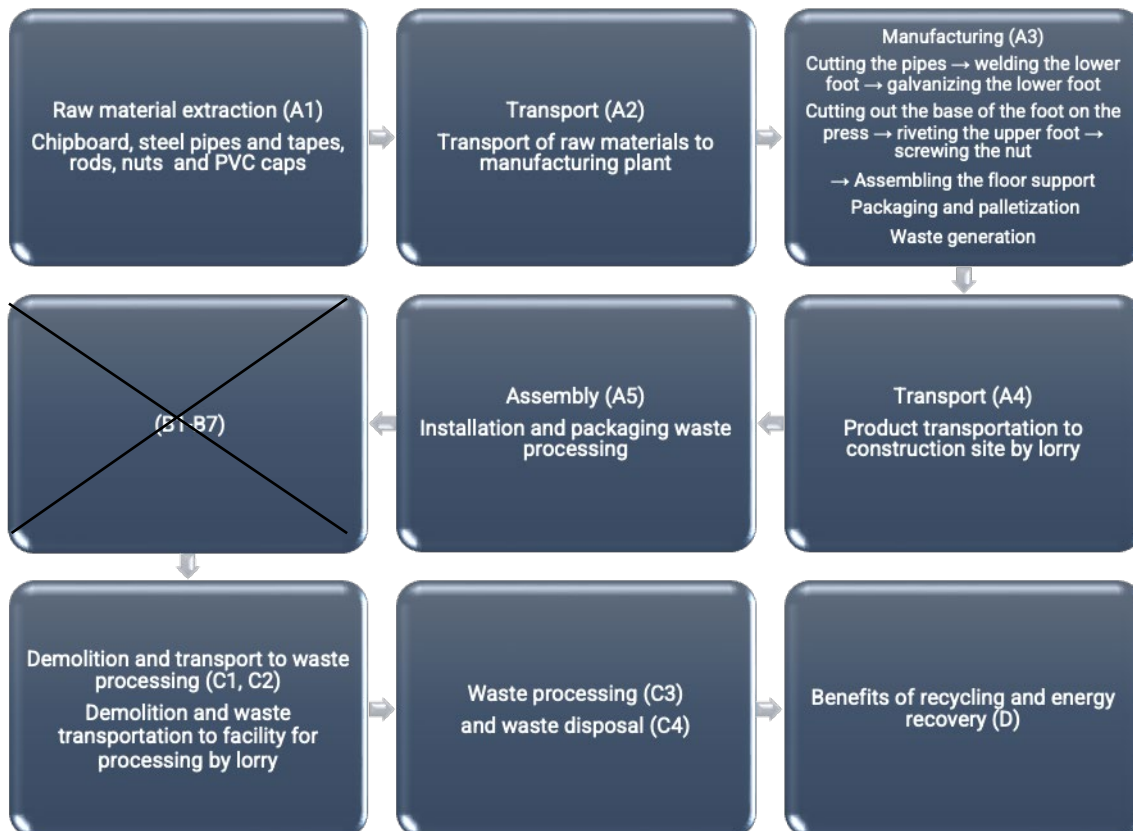 Raw material extraction (A1)
Chipboard, steel pipes and tapes,
rods, nuts and PVC caps
Transport (A2)
Transport of raw materials to
manufacturing plant
Manufacturing (A3)
Cutting the pipes → welding the lower
foot → galvanizing the lower foot
Cutting out the base of the foot on the
press → riveting the upper foot →
screwing the nut
→ Assembling the floor support
Packaging and palletization
Waste generation
(B1-B7)
Assembly (A5)
Installation and packaging waste
processing
Transport (A4)
Product transportation to
construction site by lorry
Demolition and transport to waste
processing (C1, C2)
Demolition and waste
transportation to facility for
processing by lorry
Waste processing (C3)
and waste disposal (C4)
Benefits of recycling and energy
recovery (D)